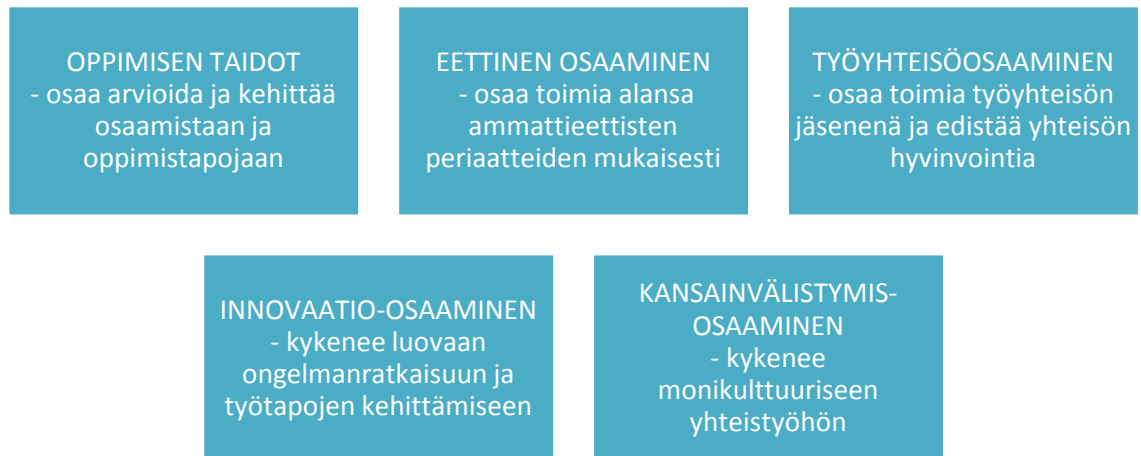 OPPIMISEN TAIDOT
- osaa arvioida ja kehittää
osaamistaan ja
oppimistapojaan
EETTINEN OSAAMINEN
- osaa toimia alansa
ammattieettisten
periaatteiden mukaisesti
TYÖYHTEISÖOSAAMINEN
- osaa toimia työyhteisön
jäsenenä ja edistää yhteisön
hyvinvointia
INNOVAATIO-OSAAMINEN
- kykenee luovaan
ongelmanratkaisuun ja
työtapojen kehittämiseen
KANSAINVÄLISTYMIS-
OSAAMINEN
- kykenee
monikulttuuriseen
yhteistyöhön